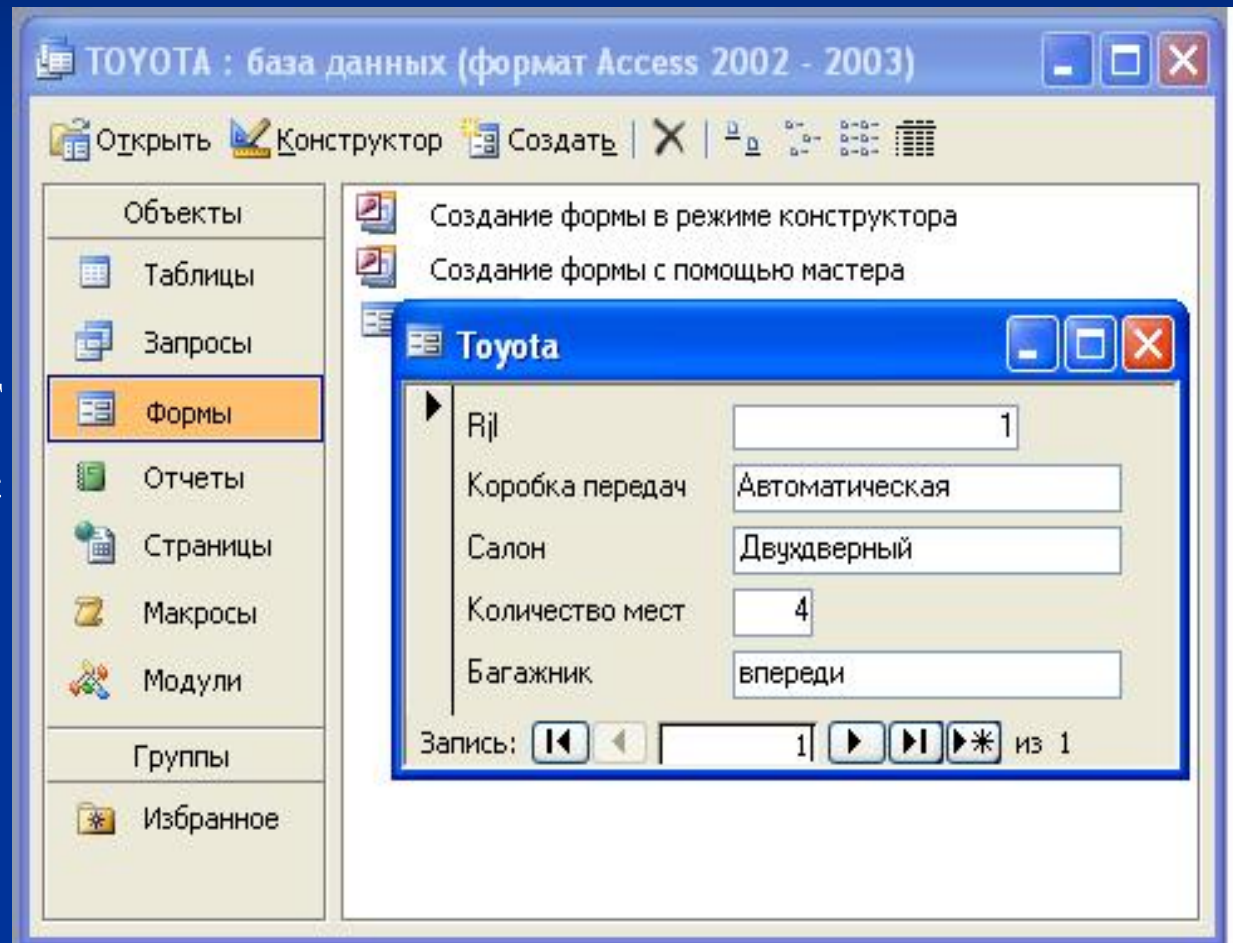 TOYOTA : база данных (формат Access 2002 - 2003)
Открыть Конструктор Создать
Объекты
Таблицы
Запросы
Формы
Отчеты
Страницы
Макросы
Модули
Группы
Избранное
Создание формы в режиме конструктора
Создание формы с помощью мастера
Toyota
Rjl 1
Коробка передач Автоматическая
Салон Двухдверный
Количество мест 4
Багажник впереди
Запись: 1 из 1